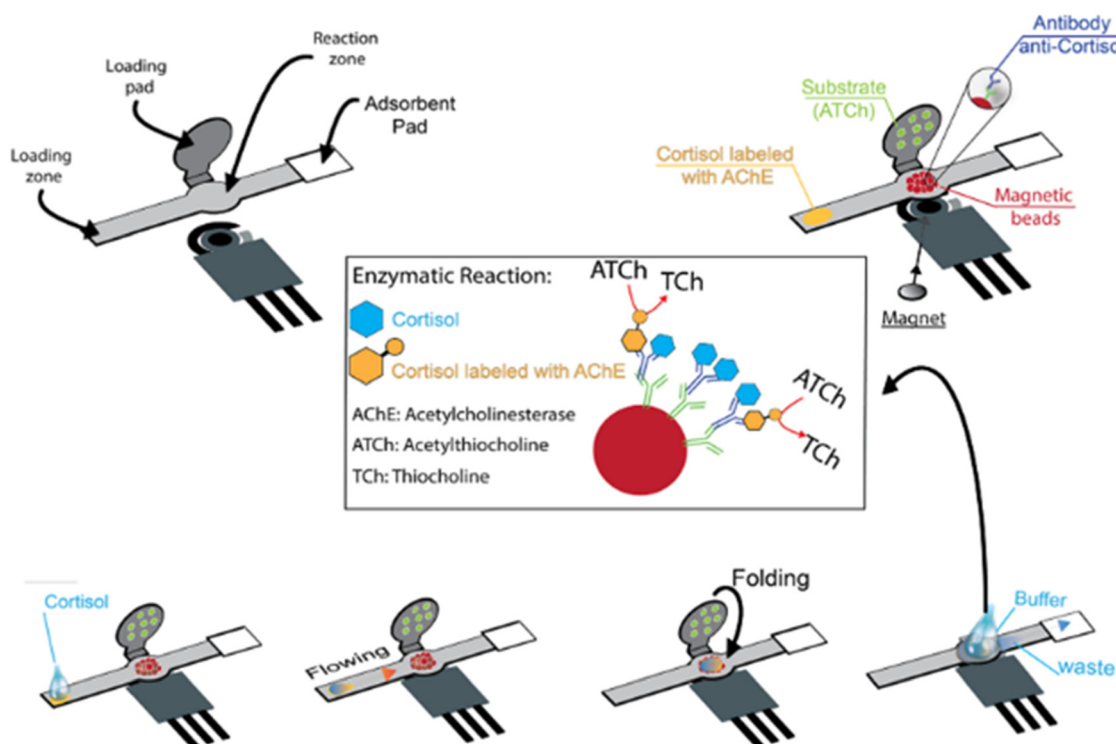 Loading
pad
Reaction
zone
Adsorbent
Pad
Loading
zone
Antibody
anti-Cortisol
Substrate
(ATCh)
Cortisol labeled
with AChE
Magnetic
beads
Magnet
Enzymatic Reaction:
Cortisol
Cortisol labeled with AChE
AChE: Acetylcholinesterase
ATCh: Acetylthiocholine
TCh: Thiocholine
ATCh
TCh
ATCh
TCh
Cortisol
Flowing
Folding
Buffer
waste